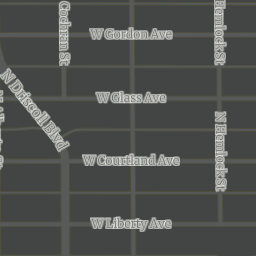 Cochran St
Hemlock St
W Gordon Ave
N Driscoll Blvd
W Glass Ave
N Hemlock St
W Courtland Ave
W Liberty Ave